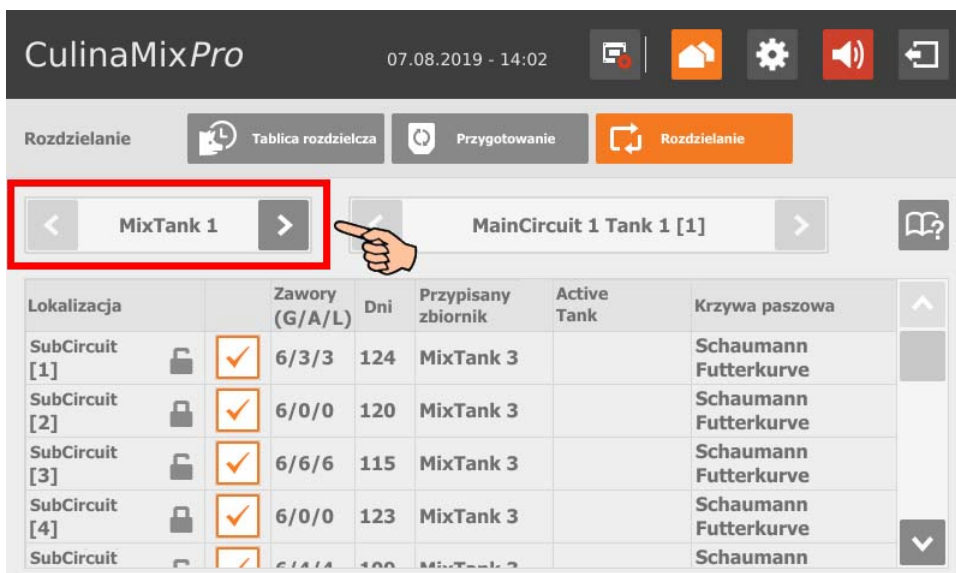 CulinaMixPro
07.08.2019 - 14:02
Rozdzielanie
Tablica rozdzielcza
Przygotowanie
Rozdzielanie
MixTank 1
MainCircuit 1 Tank 1 [1]
Lokalizacja
Zawory
(G/A/L)
Dni
Przypisany
zbiornik
Active
Tank
Krzywa paszowa
SubCircuit
[1]
6/3/3
124
MixTank 3
Schaumann
Futterkurve
SubCircuit
[2]
6/0/0
120
MixTank 3
Schaumann
Futterkurve
SubCircuit
[3]
6/6/6
115
MixTank 3
Schaumann
Futterkurve
SubCircuit
[4]
6/0/0
123
MixTank 3
Schaumann
Futterkurve
SubCircuit
Schaumann